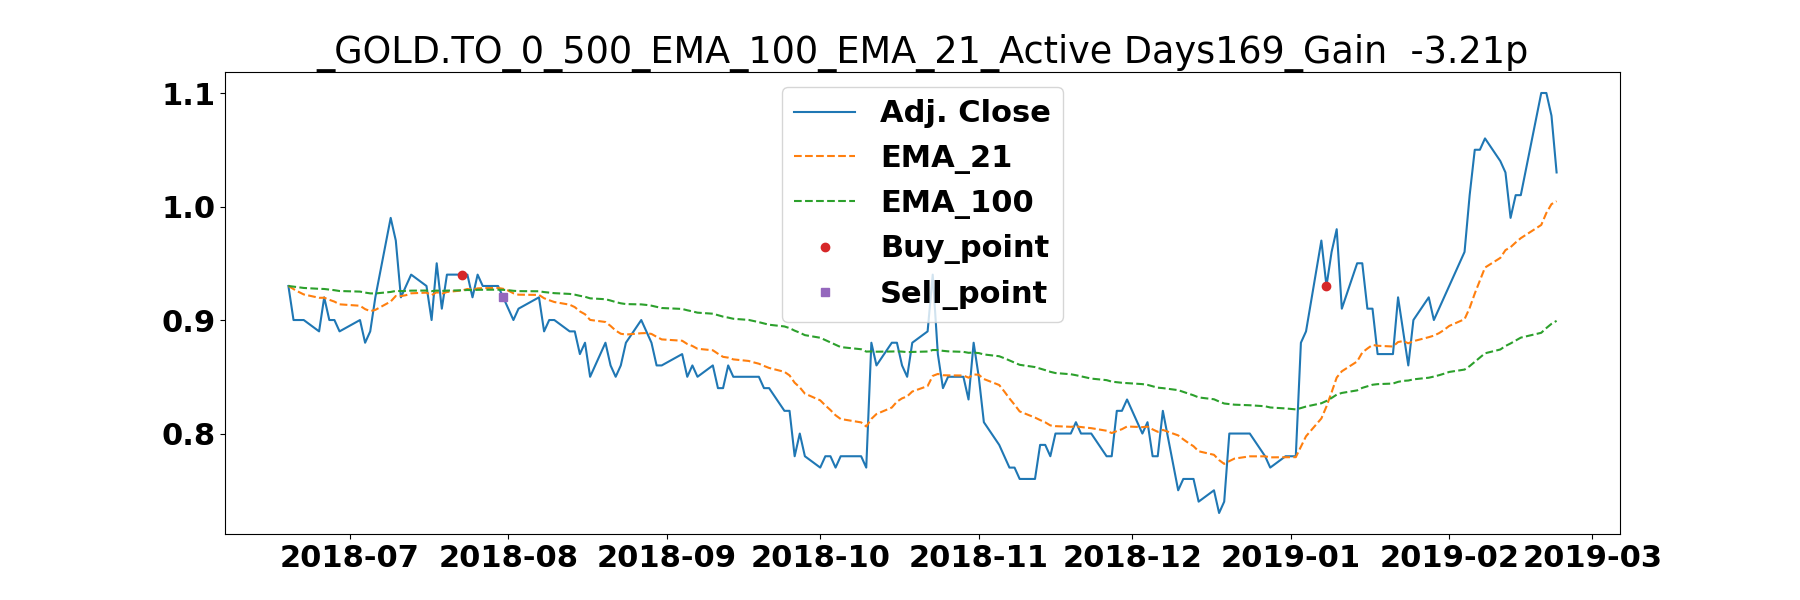 _GOLD.TO_0_500_EMA_100_EMA_21_Active Days169_Gain  -3.21p
1.1
1.0
0.9
0.8
Adj. Close
EMA_21
EMA_100
Buy_point
Sell_point
2018-07 2018-08 2018-09 2018-10 2018-11 2018-12 2019-01 2019-02 2019-03